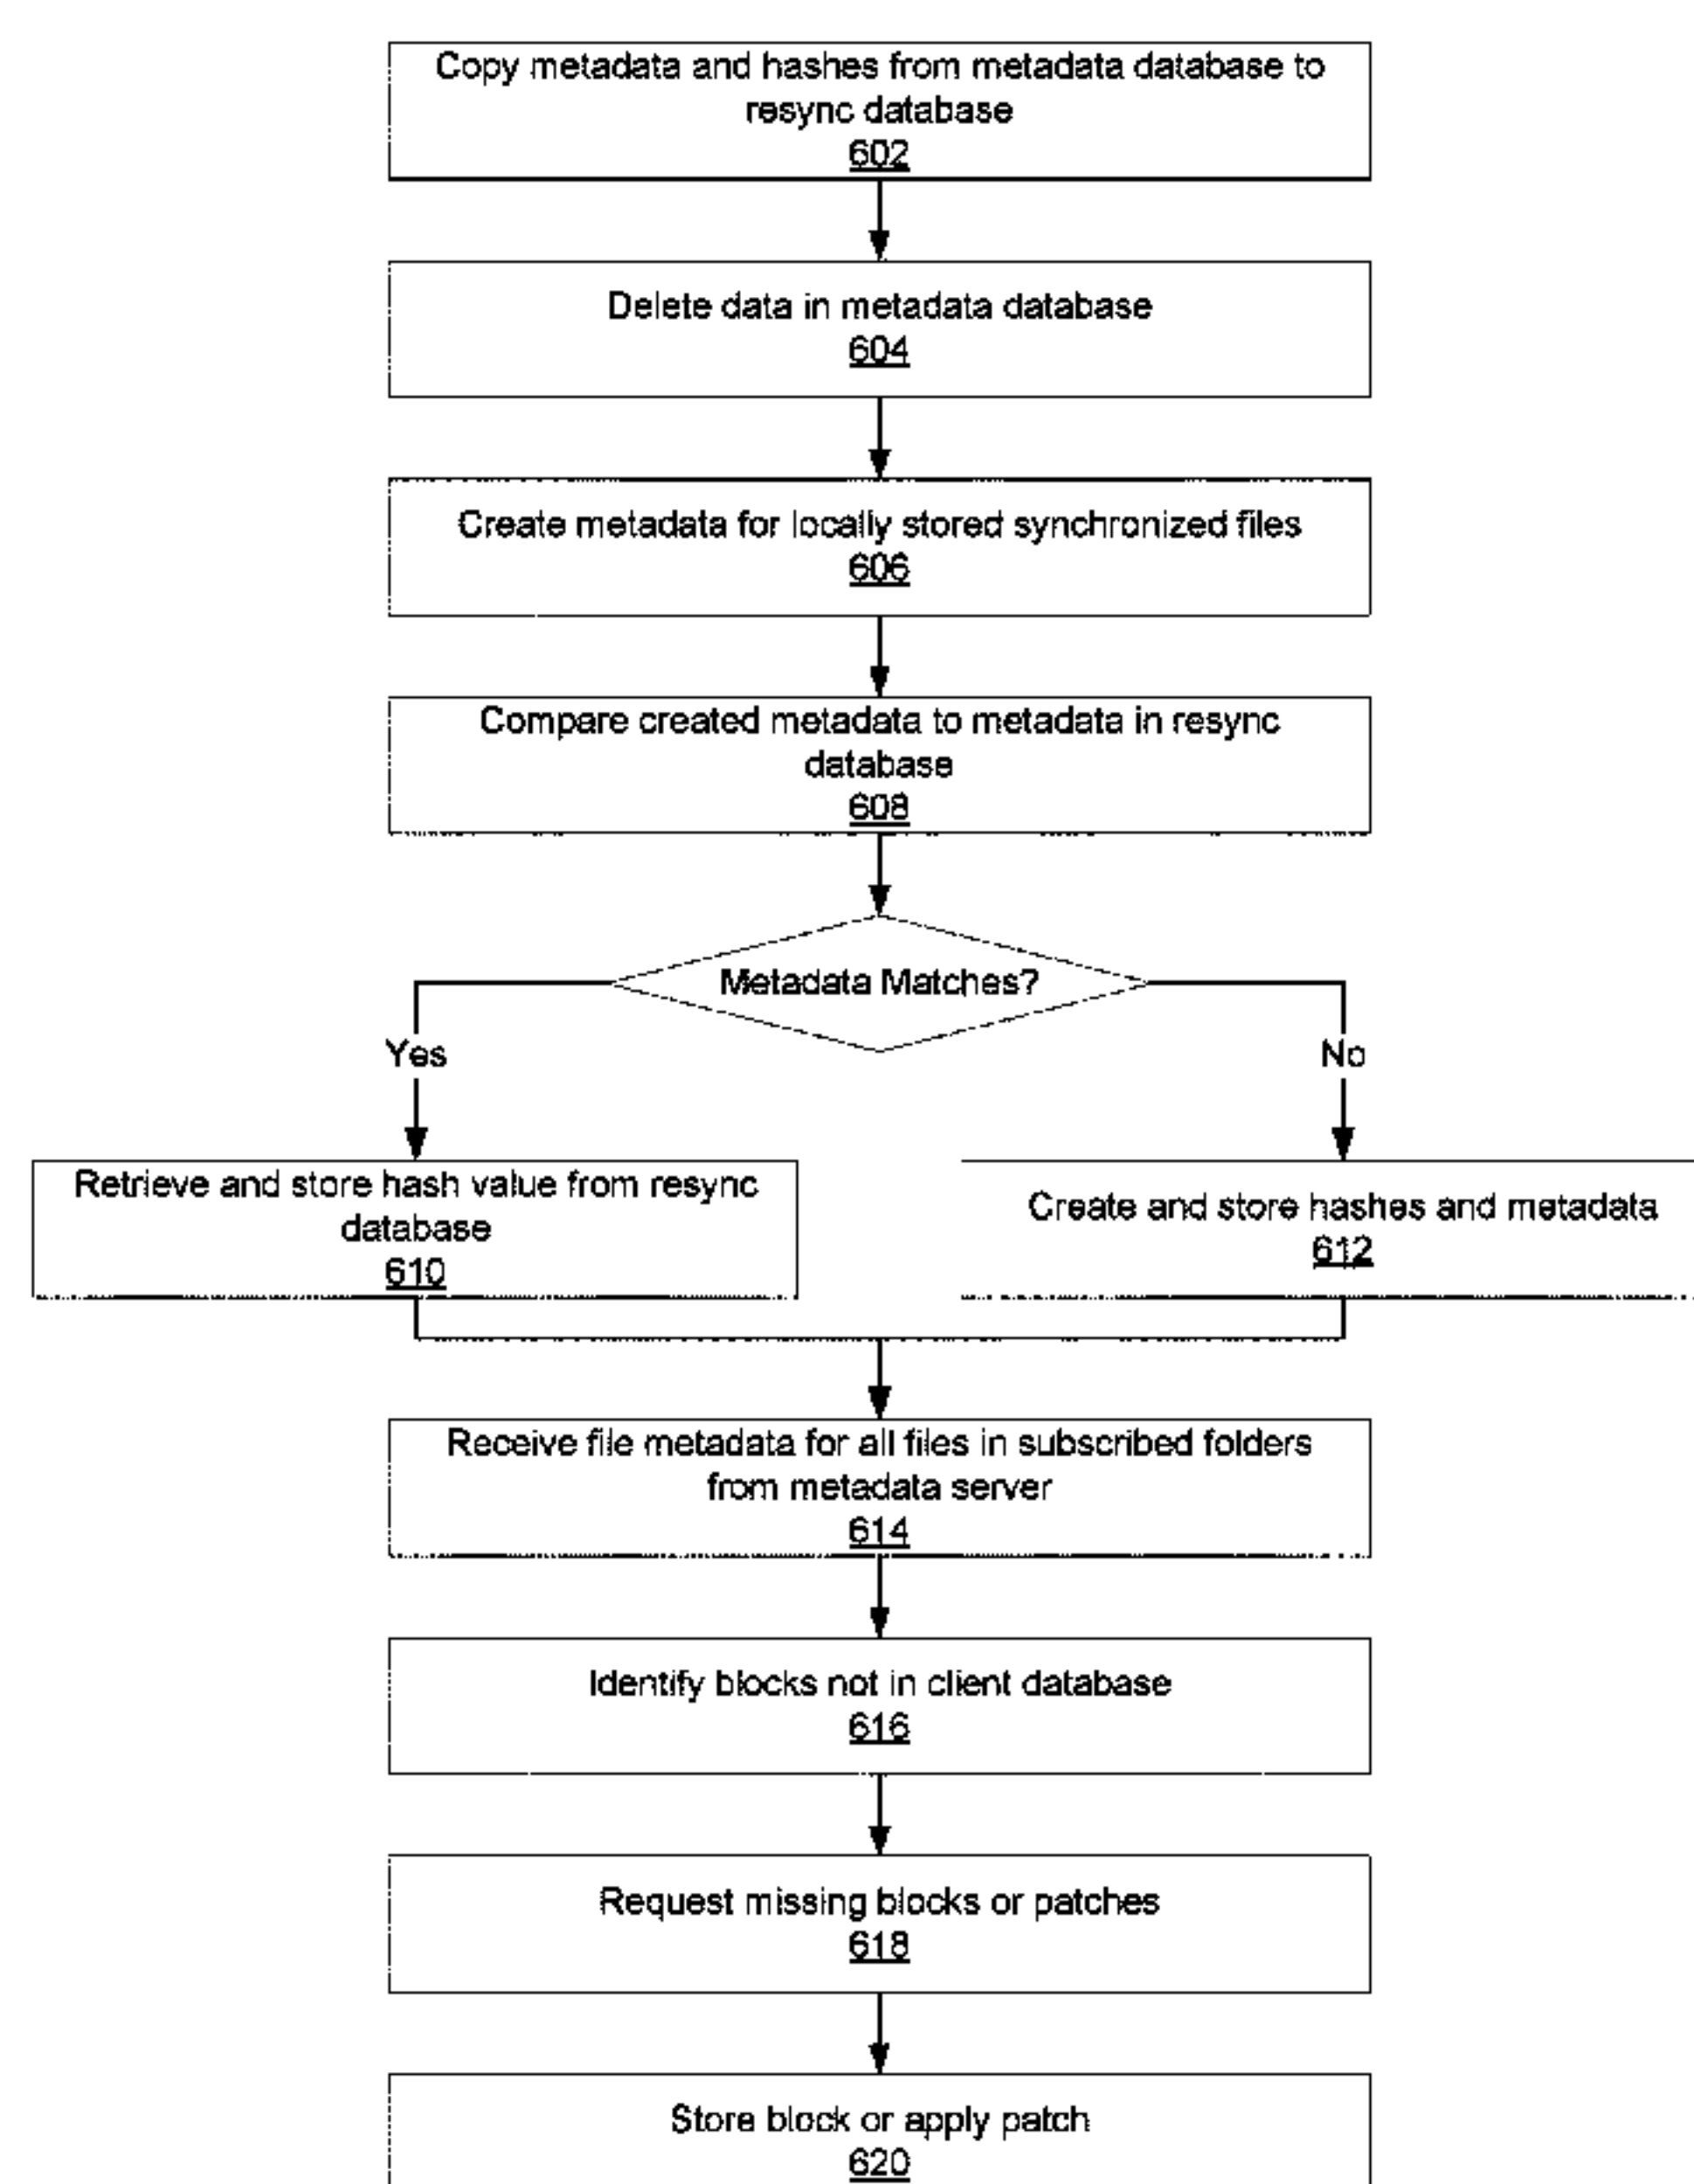 Copy metadata and hashes from metadata database to
resync database
602
Delete data in metadata database
604
Create metadata for locally stored synchronized files
606
Compare created metadata to metadata in resync
database
608
Metadata Matches?
Yes
No
Retrieve and store hash value from resync
database
610
Create and store hashes and metadata
612
Receive file metadata for all files in subscribed folders
from metadata server
614
Identify blocks not in client database
616
Request missing blocks or patches
618
Store block or apply patch
620